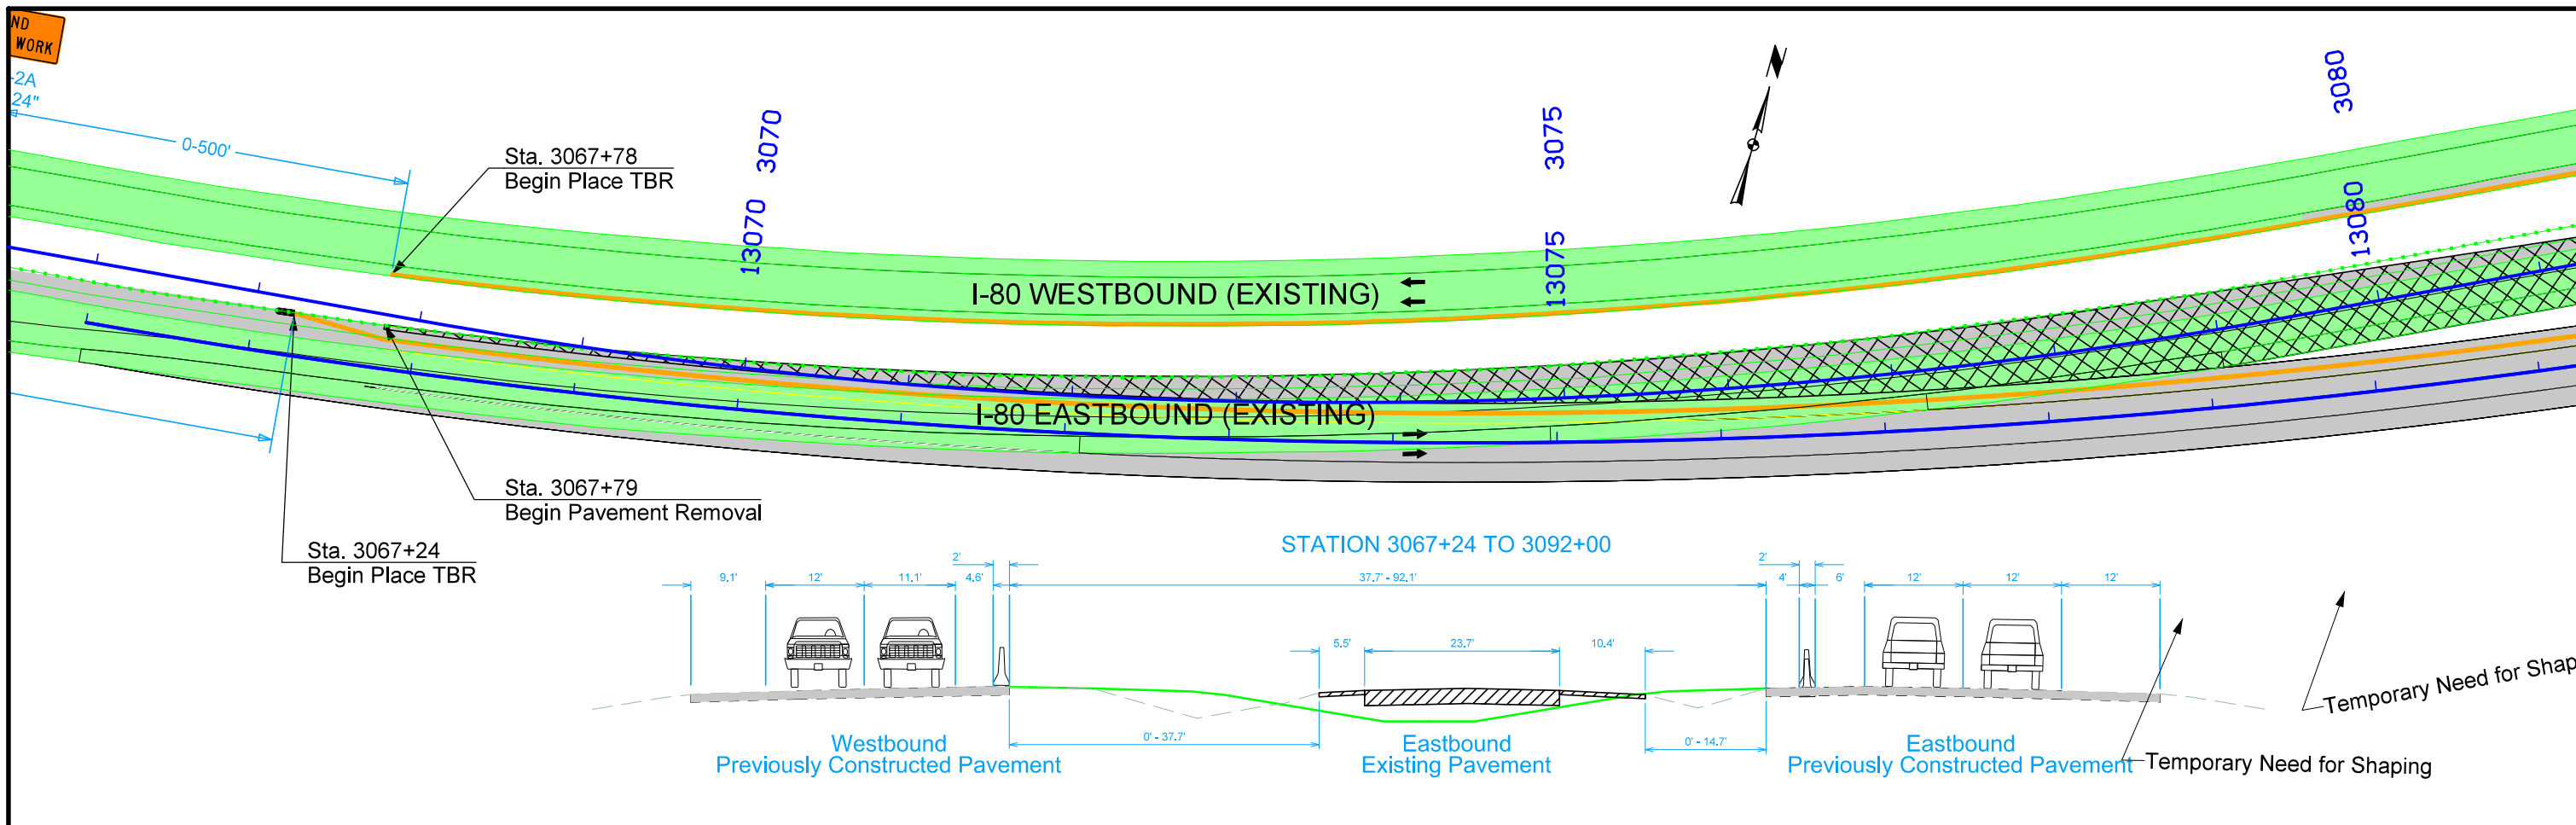 ND
WORK
-2A
24"
0-500'
Sta. 3067+78
Begin Place TBR
3070
13070
3075
13075
3080
13080
I-80 WESTBOUND (EXISTING)
I-80 EASTBOUND (EXISTING)
Sta. 3067+79
Begin Pavement Removal
Sta. 3067+24
Begin Place TBR
STATION 3067+24 TO 3092+00
9.1'
12'
11.1'
4.6'
2'
37.7' - 92.1'
2'
4'
6'
12'
12'
12'
5.5'
23.7'
10.4'
0' - 37.7'
0' - 14.7'
Westbound
Previously Constructed Pavement
Eastbound
Existing Pavement
Eastbound
Previously Constructed Pavement
Temporary Need for Shap
Temporary Need for Shaping